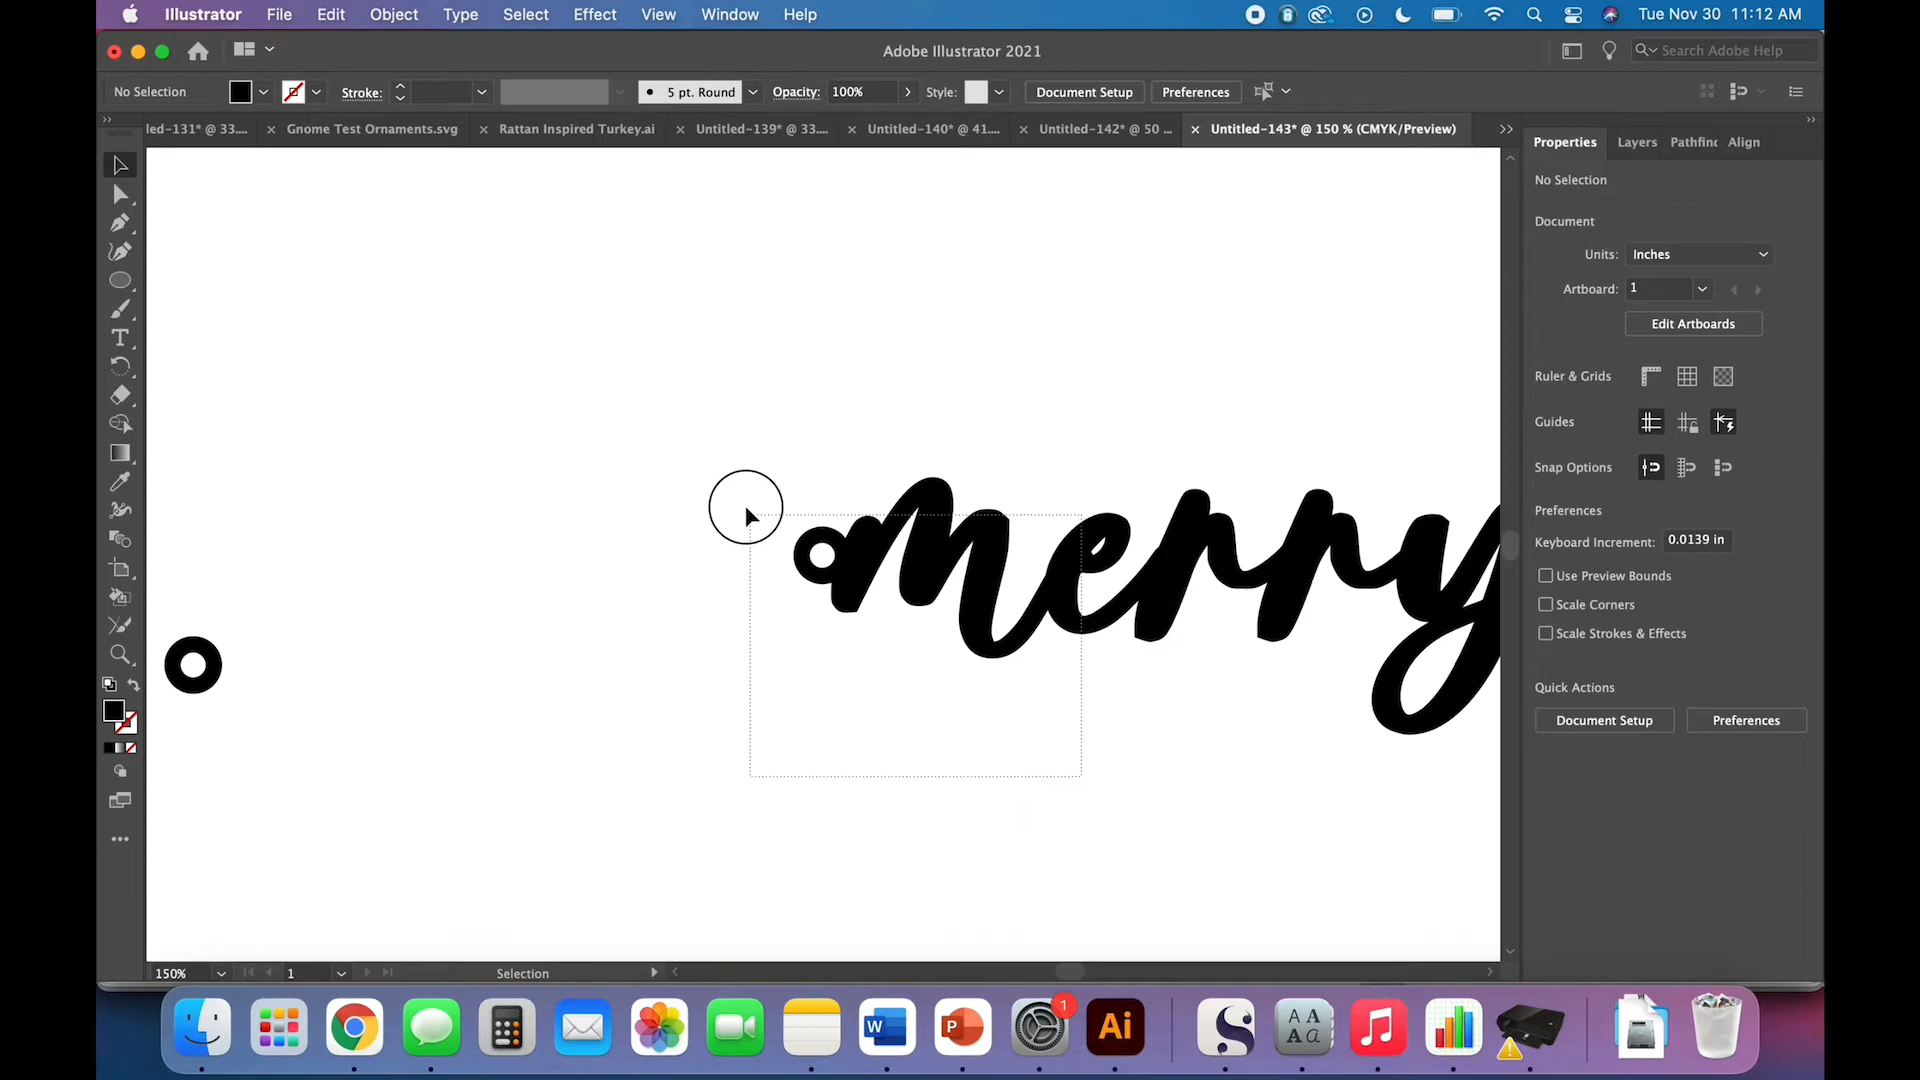 Illustrator File Edit Object Type Select Effect View Window Help Tue Nov 30 11:12 AM
Adobe Illustrator 2021 Search Adobe Help
No Selection Stroke: 5 pt. Round Opacity: 100% Style: Document Setup Preferences
led-131* @ 33.... Gnome Test Ornaments.svg Rattan Inspired Turkey.ai Untitled-139* @ 33.... Untitled-140* @ 41.... Untitled-142* @ 50 ... Untitled-143* @ 150 % (CMYK/Preview)
Properties Layers Pathfinc Align
No Selection
Document
Units: Inches
Artboard: 1
Edit Artboards
Ruler & Grids
Guides
Snap Options
Preferences
Keyboard Increment: 0.0139 in
Use Preview Bounds
Scale Corners
Scale Strokes & Effects
Quick Actions
Document Setup Preferences
merry
150% 1 Selection
1
W P Ai